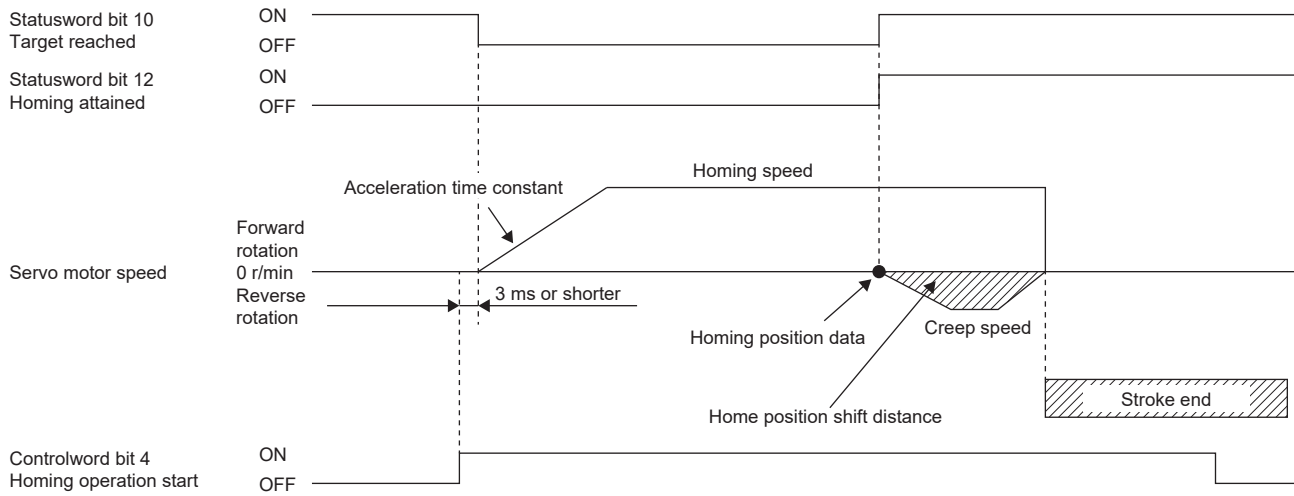 Statusword bit 10
Target reached
ON
OFF
Statusword bit 12
Homing attained
ON
OFF
Homing speed
Acceleration time constant
Forward
rotation
0 r/min
Reverse
rotation
Servo motor speed
3 ms or shorter
Homing position data
Creep speed
Home position shift distance
Stroke end
Controlword bit 4
Homing operation start
ON
OFF